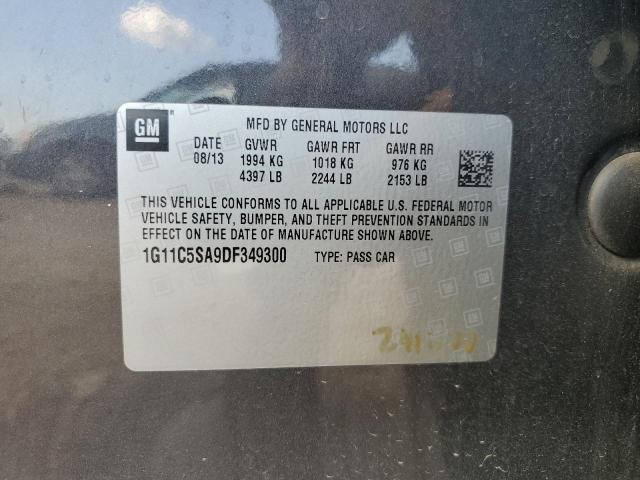 GM
®
MFD BY GENERAL MOTORS LLC
DATE GVWR GAWR FRT GAWR RR
08/13 1994 KG 1018 KG 976 KG
4397 LB 2244 LB 2153 LB
THIS VEHICLE CONFORMS TO ALL APPLICABLE U.S. FEDERAL MOTOR
VEHICLE SAFETY, BUMPER, AND THEFT PREVENTION STANDARDS IN
EFFECT ON THE DATE OF MANUFACTURE SHOWN ABOVE.
1G11C5SA9DF349300 TYPE: PASS CAR